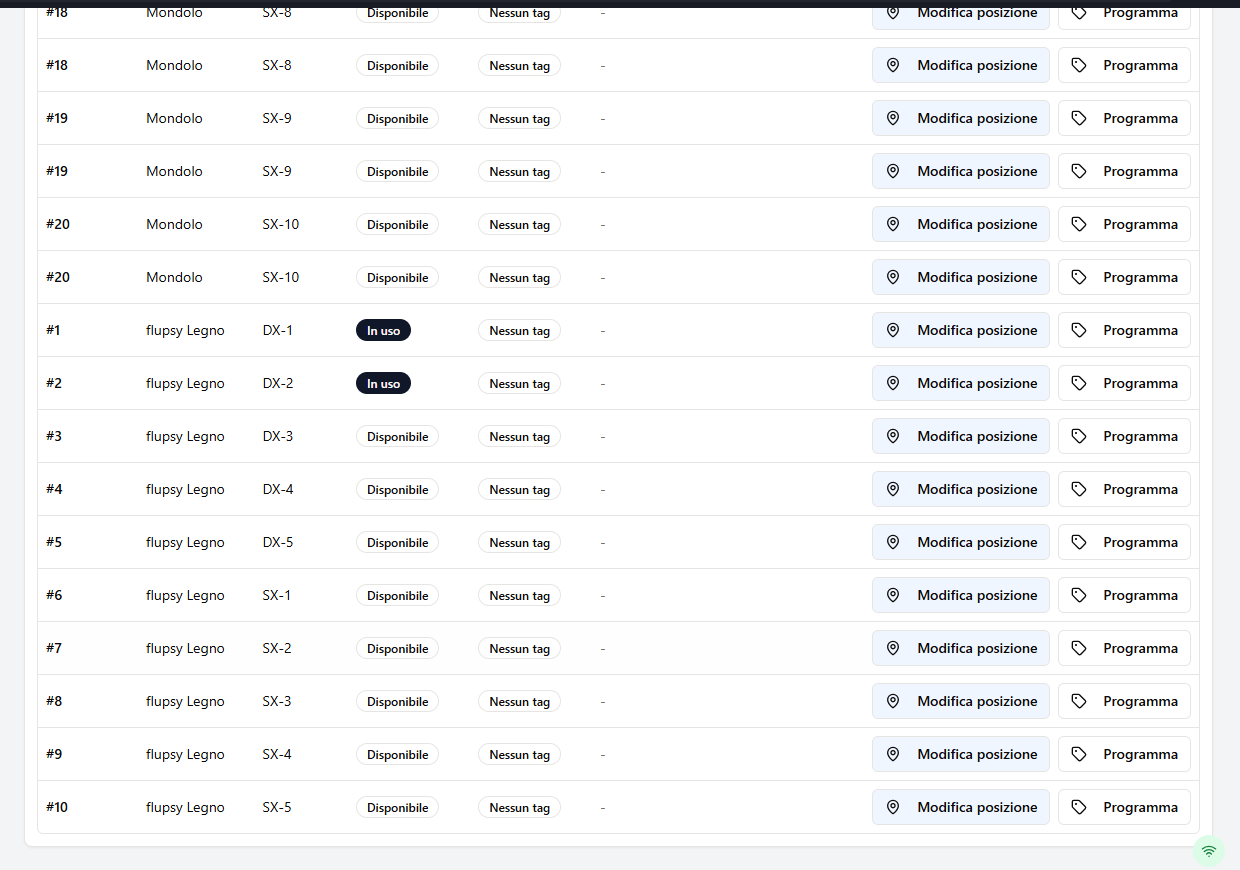 #18 Mondolo SX-8 Disponibile Nessun tag - Modifica posizione Programma
#18 Mondolo SX-8 Disponibile Nessun tag - Modifica posizione Programma
#19 Mondolo SX-9 Disponibile Nessun tag - Modifica posizione Programma
#19 Mondolo SX-9 Disponibile Nessun tag - Modifica posizione Programma
#20 Mondolo SX-10 Disponibile Nessun tag - Modifica posizione Programma
#20 Mondolo SX-10 Disponibile Nessun tag - Modifica posizione Programma
#1 flupsy Legno DX-1 In uso Nessun tag - Modifica posizione Programma
#2 flupsy Legno DX-2 In uso Nessun tag - Modifica posizione Programma
#3 flupsy Legno DX-3 Disponibile Nessun tag - Modifica posizione Programma
#4 flupsy Legno DX-4 Disponibile Nessun tag - Modifica posizione Programma
#5 flupsy Legno DX-5 Disponibile Nessun tag - Modifica posizione Programma
#6 flupsy Legno SX-1 Disponibile Nessun tag - Modifica posizione Programma
#7 flupsy Legno SX-2 Disponibile Nessun tag - Modifica posizione Programma
#8 flupsy Legno SX-3 Disponibile Nessun tag - Modifica posizione Programma
#9 flupsy Legno SX-4 Disponibile Nessun tag - Modifica posizione Programma
#10 flupsy Legno SX-5 Disponibile Nessun tag - Modifica posizione Programma